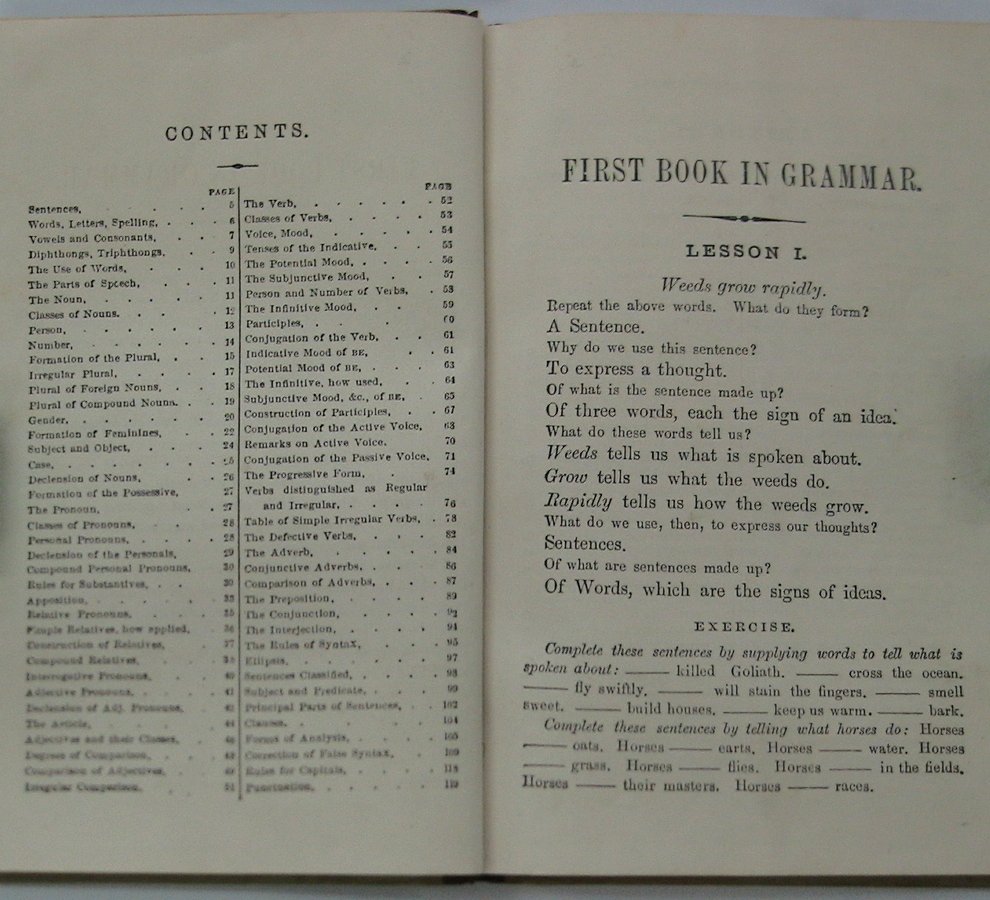 CONTENTS.
PAGE
Sentences, . . . . . 5
Words, Letters, Spelling, . . . 6
Vowels and Consonants, . . 7
Diphthongs, Triphthongs, . . 9
The Use of Words, . . . 10
The Parts of Speech, . . . 11
The Noun, . . . . . 11
Classes of Nouns. . . . 12
Person, . . . . . . 13
Number, . . . . . . 14
Formation of the Plural, . . 15
Irregular Plural, . . . . 17
Plural of Foreign Nouns, . . 18
Plural of Compound Nouns. . . 19
Gender, . . . . . . 20
Formation of Feminines, . . 22
Subject and Object, . . . 24
Case, . . . . . . 25
Declension of Nouns, . . . 26
Formation of the Possessive, . 27
The Pronoun, . . . . 27
Classes of Pronouns, . . . 28
Personal Pronouns, . . . 28
Declension of the Personals, . 29
Compound Personal Pronouns, . 30
Rules for Substantives, . . . 30
Apposition, . . . . . 33
Relative Pronouns, . . . 35
Simple Relatives, how applied, . 36
Construction of Relatives, . . 37
Compound Relatives, . . . 38
Interrogative Pronouns, . . 40
Adjective Pronouns, . . . 41
Declension of Adj. Pronouns, .
The Article, . . . . 44
Adjectives and their Classes, .
Degrees of Comparison, . .
Comparison of Adjectives, . .
Irregular Comparison, . . . 51
PAGE
The Verb, . . . . . . 52
Classes of Verbs, . . . . 53
Voice, Mood, . . . . . 54
Tenses of the Indicative, . . 55
The Potential Mood, . . . . 56
The Subjunctive Mood, . . 57
Person and Number of Verbs, . 58
The Infinitive Mood, . . 59
Participles, . . . 60
Conjugation of the Verb, . . 61
Indicative Mood of BE, . . 61
Potential Mood of BE, . . . 63
The Infinitive, how used, . . 64
Subjunctive Mood, &c., of BE, . 65
Construction of Participles, . . 67
Conjugation of the Active Voice, 68
Remarks on Active Voice, . . 70
Conjugation of the Passive Voice, 71
The Progressive Form, . . 74
Verbs distinguished as Regular
and Irregular, . . . . 76
Table of Simple Irregular Verbs, . 78
The Defective Verbs, . . . 82
The Adverb, . . . . . 84
Conjunctive Adverbs, . . . 86
Comparison of Adverbs, . . . 87
The Preposition, . . . . 89
The Conjunction, . . . . 92
The Interjection, . . . . 94
The Rules of Syntax, . . . 95
Ellipsis, . . . . . 97
Sentences Classified, . . . . 98
Subject and Predicate, . . . 99
Principal Parts of Sentences, . . 102
Clauses, . . . . . 104
Forms of Analysis, . . . . 105
Correction of False Syntax, . . 109
Rules for Capitals, . . . . 118
Punctuation, . . . . . 119
FIRST BOOK IN GRAMMAR.
LESSON I.
Weeds grow rapidly.
Repeat the above words. What do they form?
A Sentence.
Why do we use this sentence?
To express a thought.
Of what is the sentence made up?
Of three words, each the sign of an idea.
What do these words tell us?
Weeds tells us what is spoken about.
Grow tells us what the weeds do.
Rapidly tells us how the weeds grow.
What do we use, then, to express our thoughts?
Sentences.
Of what are sentences made up?
Of Words, which are the signs of ideas.
EXERCISE.
Complete these sentences by supplying words to tell what is
spoken about: —— killed Goliath. —— cross the ocean.
—— fly swiftly. —— will stain the fingers. —— smell
sweet. —— build houses. —— keep us warm. —— bark.
Complete these sentences by telling what horses do: Horses
—— oats. Horses —— carts. Horses —— water. Horses
—— grass. Horses —— flies. Horses —— in the fields.
Horses —— their masters. Horses —— races.